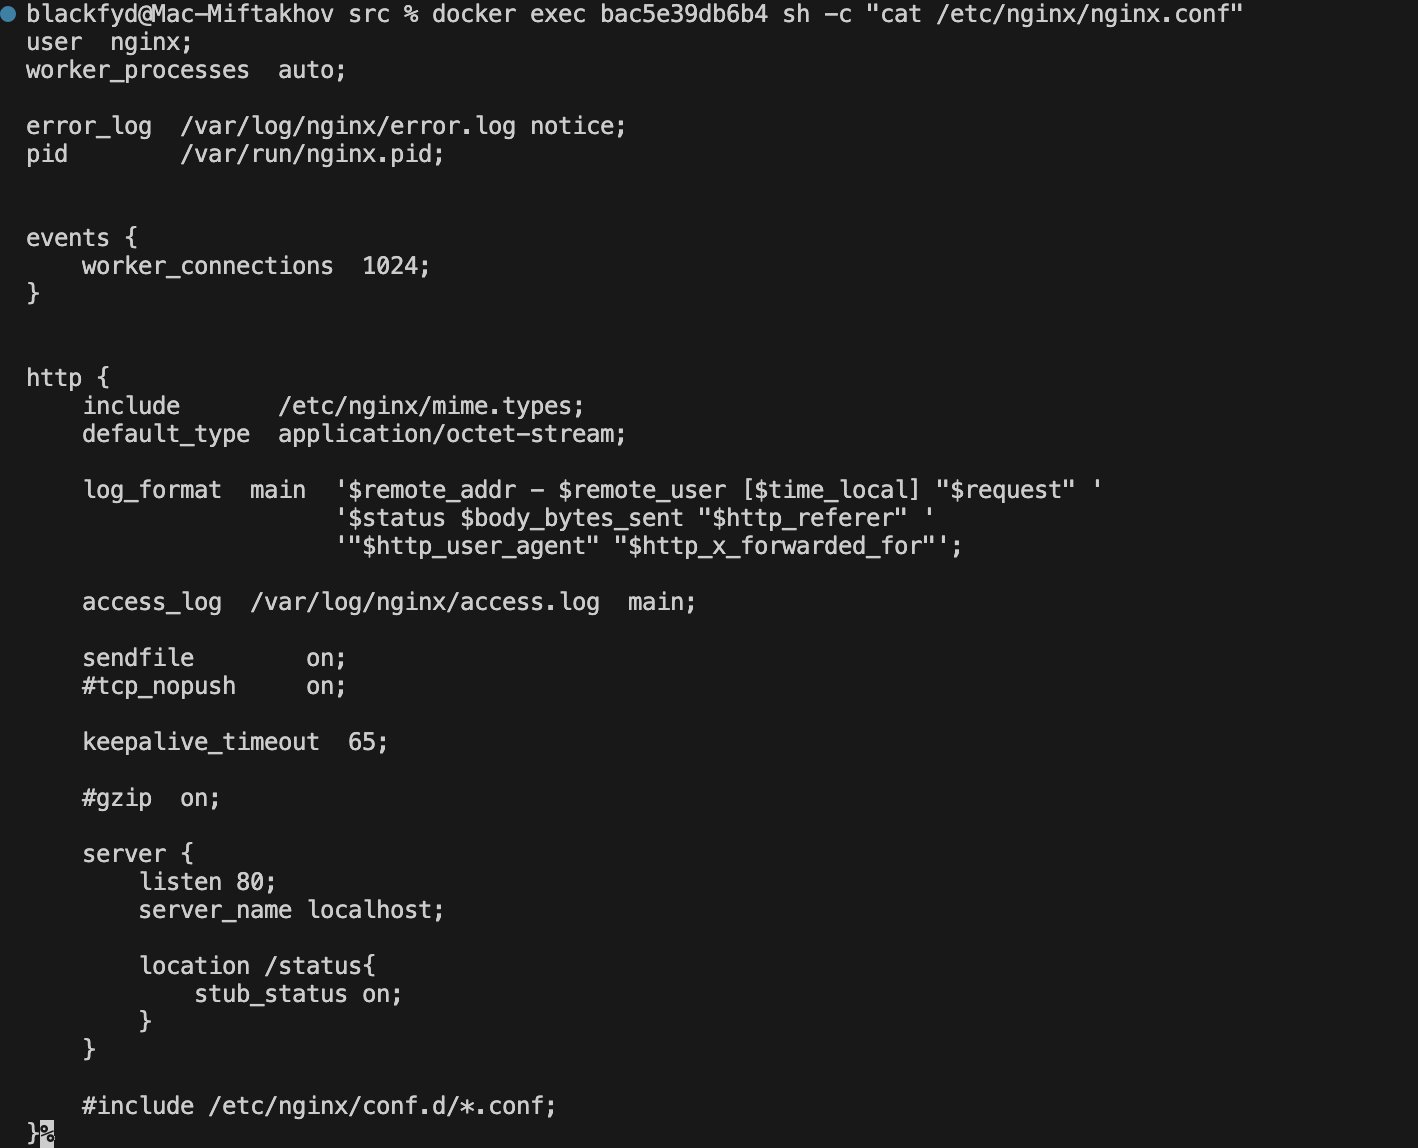 blackfyd@Mac-Miftakhov src % docker exec bac5e39db6b4 sh -c "cat /etc/nginx/nginx.conf"
user  nginx;
worker_processes  auto;

error_log  /var/log/nginx/error.log notice;
pid        /var/run/nginx.pid;


events {
    worker_connections  1024;
}


http {
    include       /etc/nginx/mime.types;
    default_type  application/octet-stream;

    log_format  main  '$remote_addr - $remote_user [$time_local] "$request" '
                      '$status $body_bytes_sent "$http_referer" '
                      '"$http_user_agent" "$http_x_forwarded_for"';

    access_log  /var/log/nginx/access.log  main;

    sendfile        on;
    #tcp_nopush     on;

    keepalive_timeout  65;

    #gzip  on;

    server {
        listen 80;
        server_name localhost;

        location /status{
            stub_status on;
        }
    }

    #include /etc/nginx/conf.d/*.conf;
}%